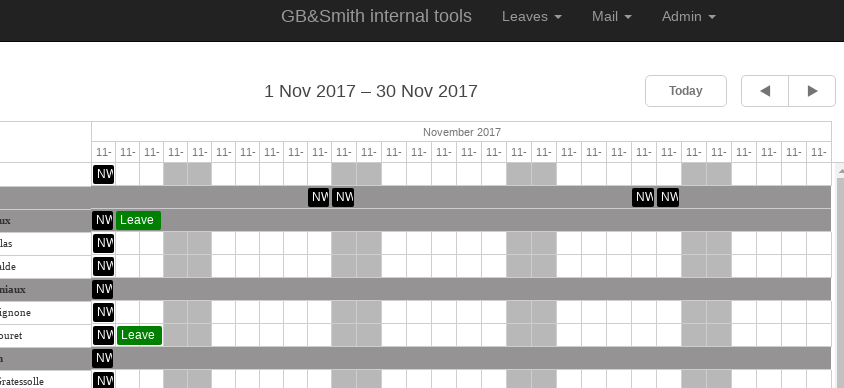 GB&Smith internal tools Leaves Mail Admin
1 Nov 2017 – 30 Nov 2017 Today
November 2017
11- 11- 11- 11- 11- 11- 11- 11- 11- 11- 11- 11- 11- 11- 11- 11- 11- 11- 11- 11- 11- 11- 11- 11- 11- 11- 11- 11- 11- 11-
NW
NW NW NW NW
ux NW Leave
las NW
alde NW
niaux NW
ignone NW
ouret NW Leave
NW
Gratessolle NW